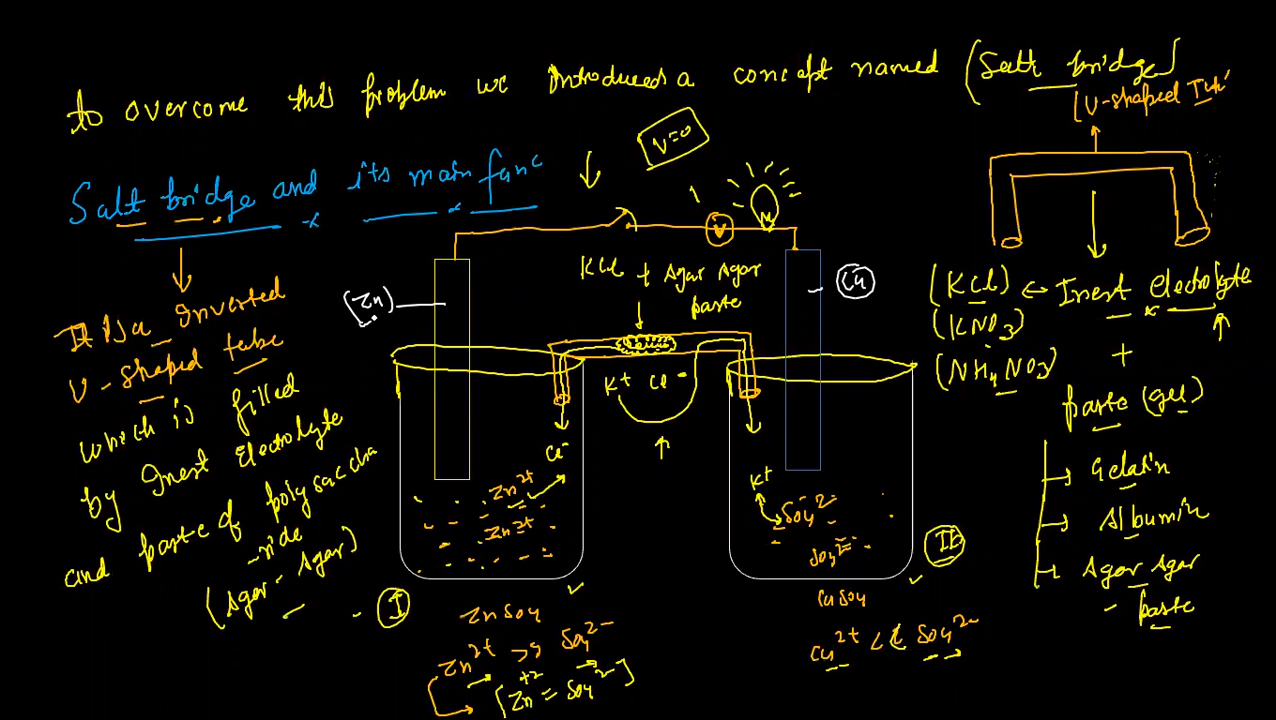 to overcome this problem we introduced a concept named (Salt bridge)
[U-shaped
V=0
Salt bridge and its main func
V
KCl + Agar Agar
paste
(Zn)
Cu
It is a Inverted
U-shaped tube
which is filled
by Inert Electrolyte
and paste of polysaccha
-ride
(Agar - Agar)
(KCl) ← Inert electrolyte
(KNO3)
(NH4NO3)
+
paste (gel)
Gelatin
Albumin
Agar Agar
- paste
K+ Cl-
Cl-
K+
Zn2+
Zn2+
SO4 2-
SO4 2-
I
II
ZnSO4
Zn2+ >> SO4 2-
[Zn+2 = SO4 2-]
CuSO4
Cu2+ << SO4 2-